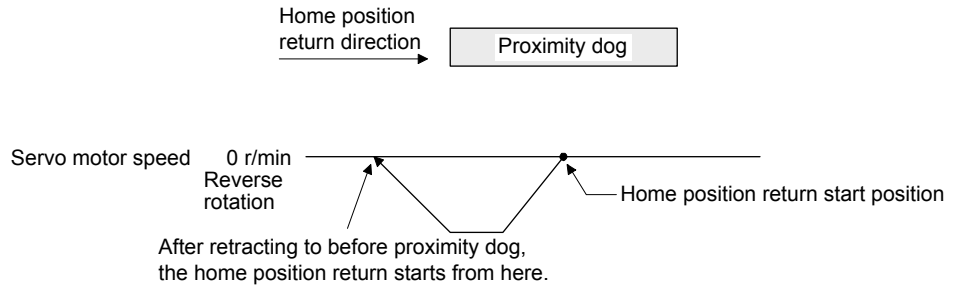 Home position
return direction
Proximity dog
Servo motor speed 0 r/min
Reverse
rotation
Home position return start position
After retracting to before proximity dog,
the home position return starts from here.